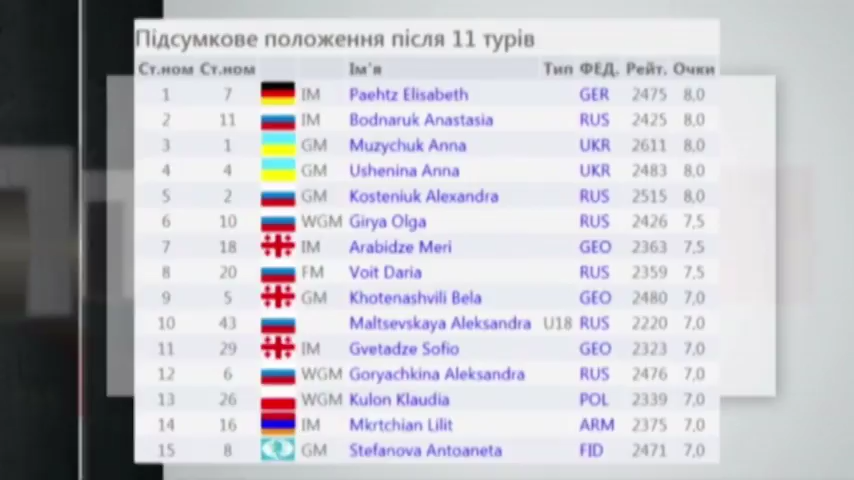 Підсумкове положення після 11 турів
Ст.ном Ст.ном Ім'я Тип ФЕД. Рейт. Очки
1 7 IM Paehtz Elisabeth GER 2475 8,0
2 11 IM Bodnaruk Anastasia RUS 2425 8,0
3 1 GM Muzychuk Anna UKR 2611 8,0
4 4 GM Ushenina Anna UKR 2483 8,0
5 2 GM Kosteniuk Alexandra RUS 2515 8,0
6 10 WGM Girya Olga RUS 2426 7,5
7 18 IM Arabidze Meri GEO 2363 7,5
8 20 FM Voit Daria RUS 2359 7,5
9 5 GM Khotenashvili Bela GEO 2480 7,0
10 43 Maltsevskaya Aleksandra U18 RUS 2220 7,0
11 29 IM Gvetadze Sofio GEO 2323 7,0
12 6 WGM Goryachkina Aleksandra RUS 2476 7,0
13 26 WGM Kulon Klaudia POL 2339 7,0
14 16 IM Mkrtchian Lilit ARM 2375 7,0
15 8 GM Stefanova Antoaneta FID 2471 7,0